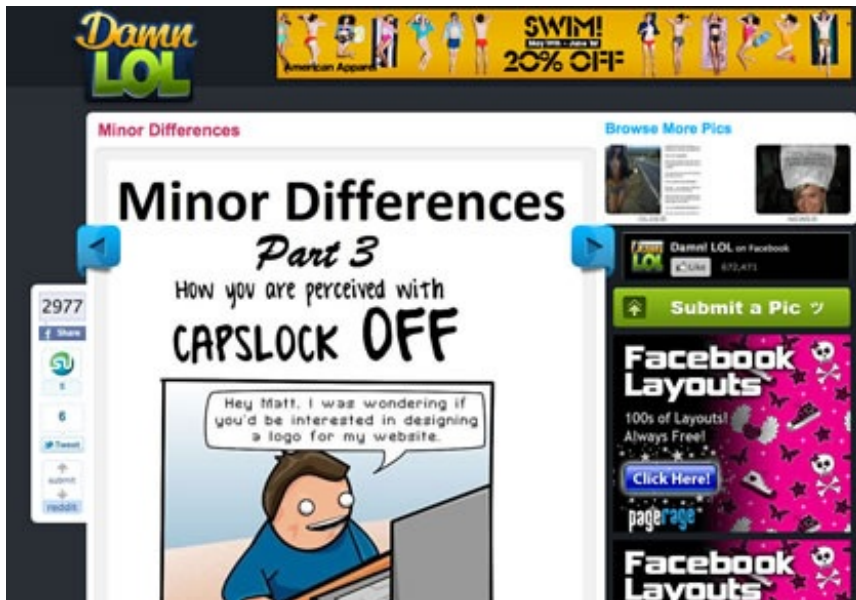 Damn
LOL
American Apparel
SWIM!
20% OFF
Minor Differences
Browse More Pics
Minor Differences
Part 3
How you are perceived with
CAPSLOCK OFF
Hey Matt, I was wondering if
you'd be interested in designing
a logo for my website.
2977
Share
6
Tweet
submit
reddit
Damn! LOL on Facebook
Like 672,471
Submit a Pic ツ
Facebook
Layouts
100s of Layouts!
Always Free!
Click Here!
pagerage
Facebook
Layouts